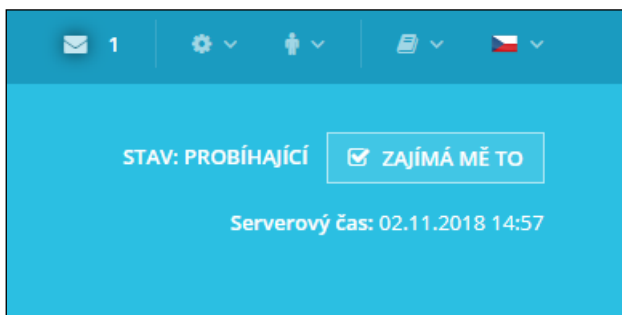 1
STAV: PROBÍHAJÍCÍ ZAJÍMÁ MĚ TO
Serverový čas: 02.11.2018 14:57